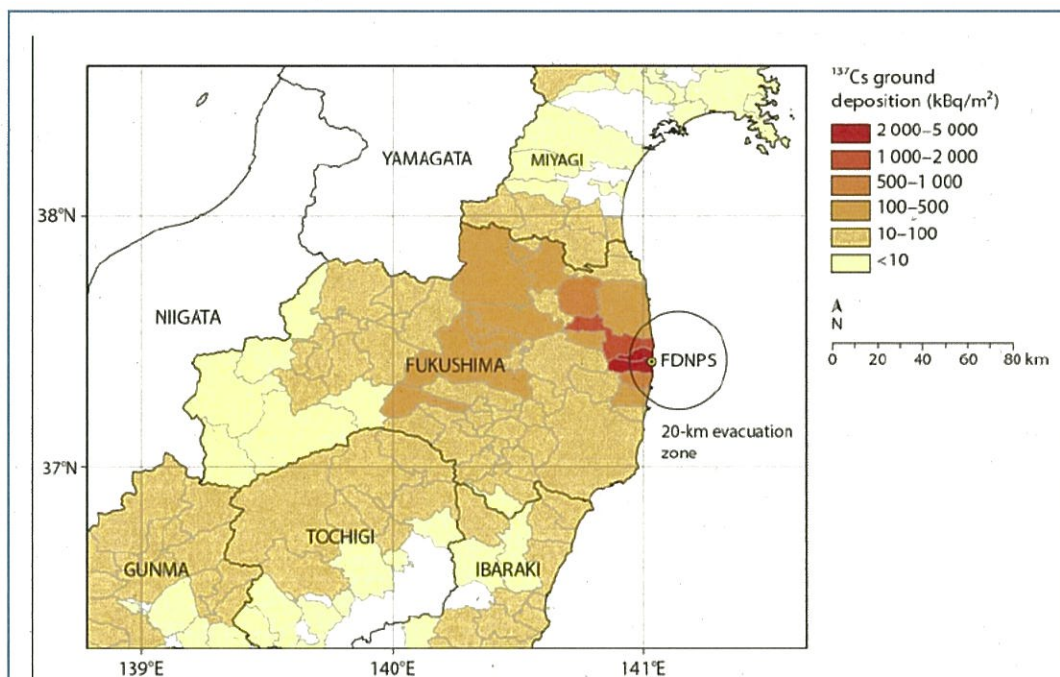 ¹³⁷Cs ground
deposition (kBq/m²)
2 000–5 000
1 000–2 000
500–1 000
100–500
10–100
<10
A
N
0 20 40 60 80 km
YAMAGATA
MIYAGI
38°N
NIIGATA
FUKUSHIMA
FDNPS
20-km evacuation
zone
37°N
TOCHIGI
GUNMA
IBARAKI
139°E
140°E
141°E